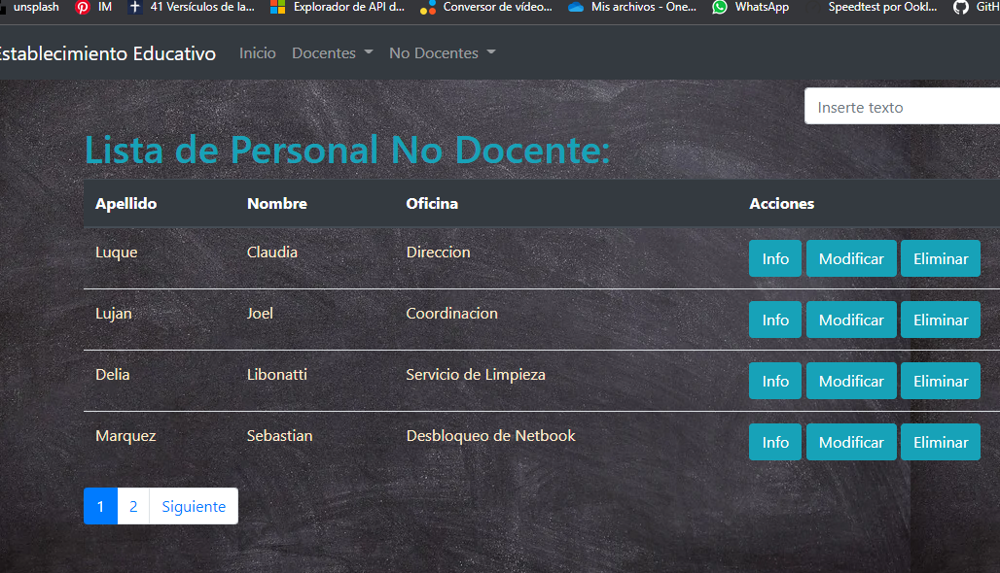 unsplash IM 41 Versículos de la... Explorador de API d... Conversor de vídeo... Mis archivos - One... WhatsApp Speedtest por Ookl... GitH
Establecimiento Educativo Inicio Docentes No Docentes
Inserte texto
Lista de Personal No Docente:
Apellido Nombre Oficina Acciones
Luque Claudia Direccion Info Modificar Eliminar
Lujan Joel Coordinacion Info Modificar Eliminar
Delia Libonatti Servicio de Limpieza Info Modificar Eliminar
Marquez Sebastian Desbloqueo de Netbook Info Modificar Eliminar
1 2 Siguiente